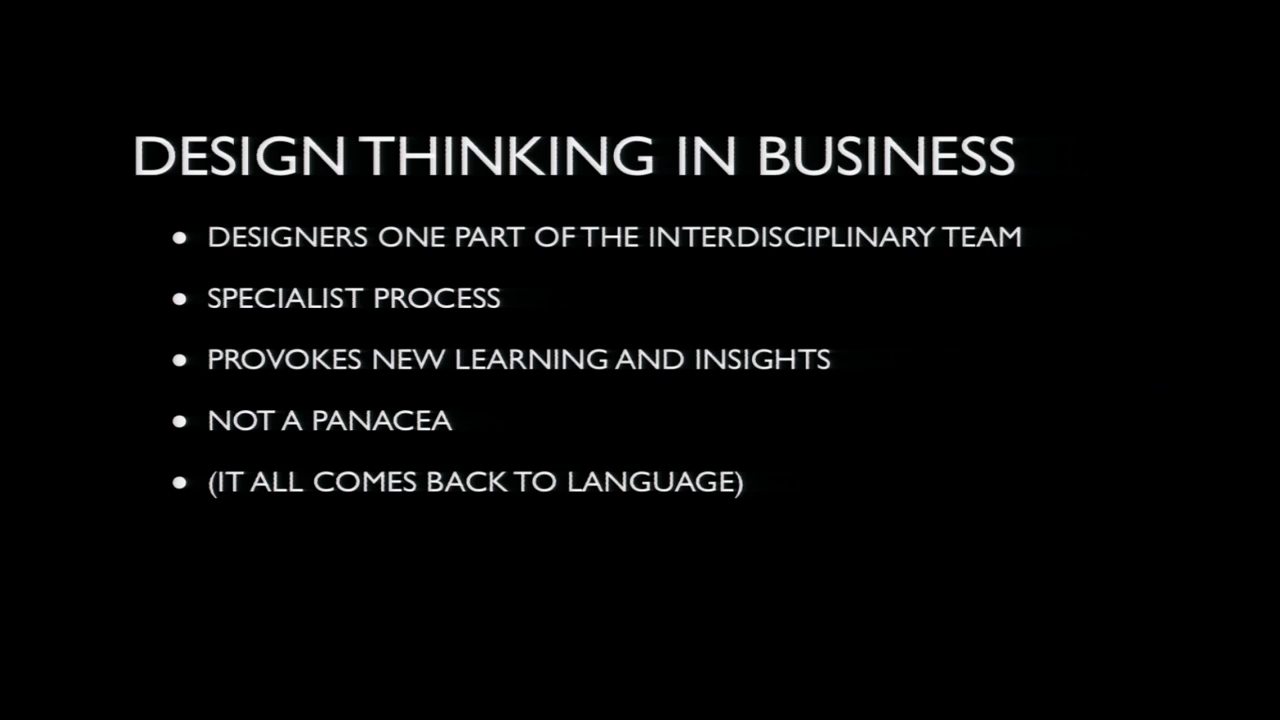 DESIGN THINKING IN BUSINESS
• DESIGNERS ONE PART OF THE INTERDISCIPLINARY TEAM
• SPECIALIST PROCESS
• PROVOKES NEW LEARNING AND INSIGHTS
• NOT A PANACEA
• (IT ALL COMES BACK TO LANGUAGE)